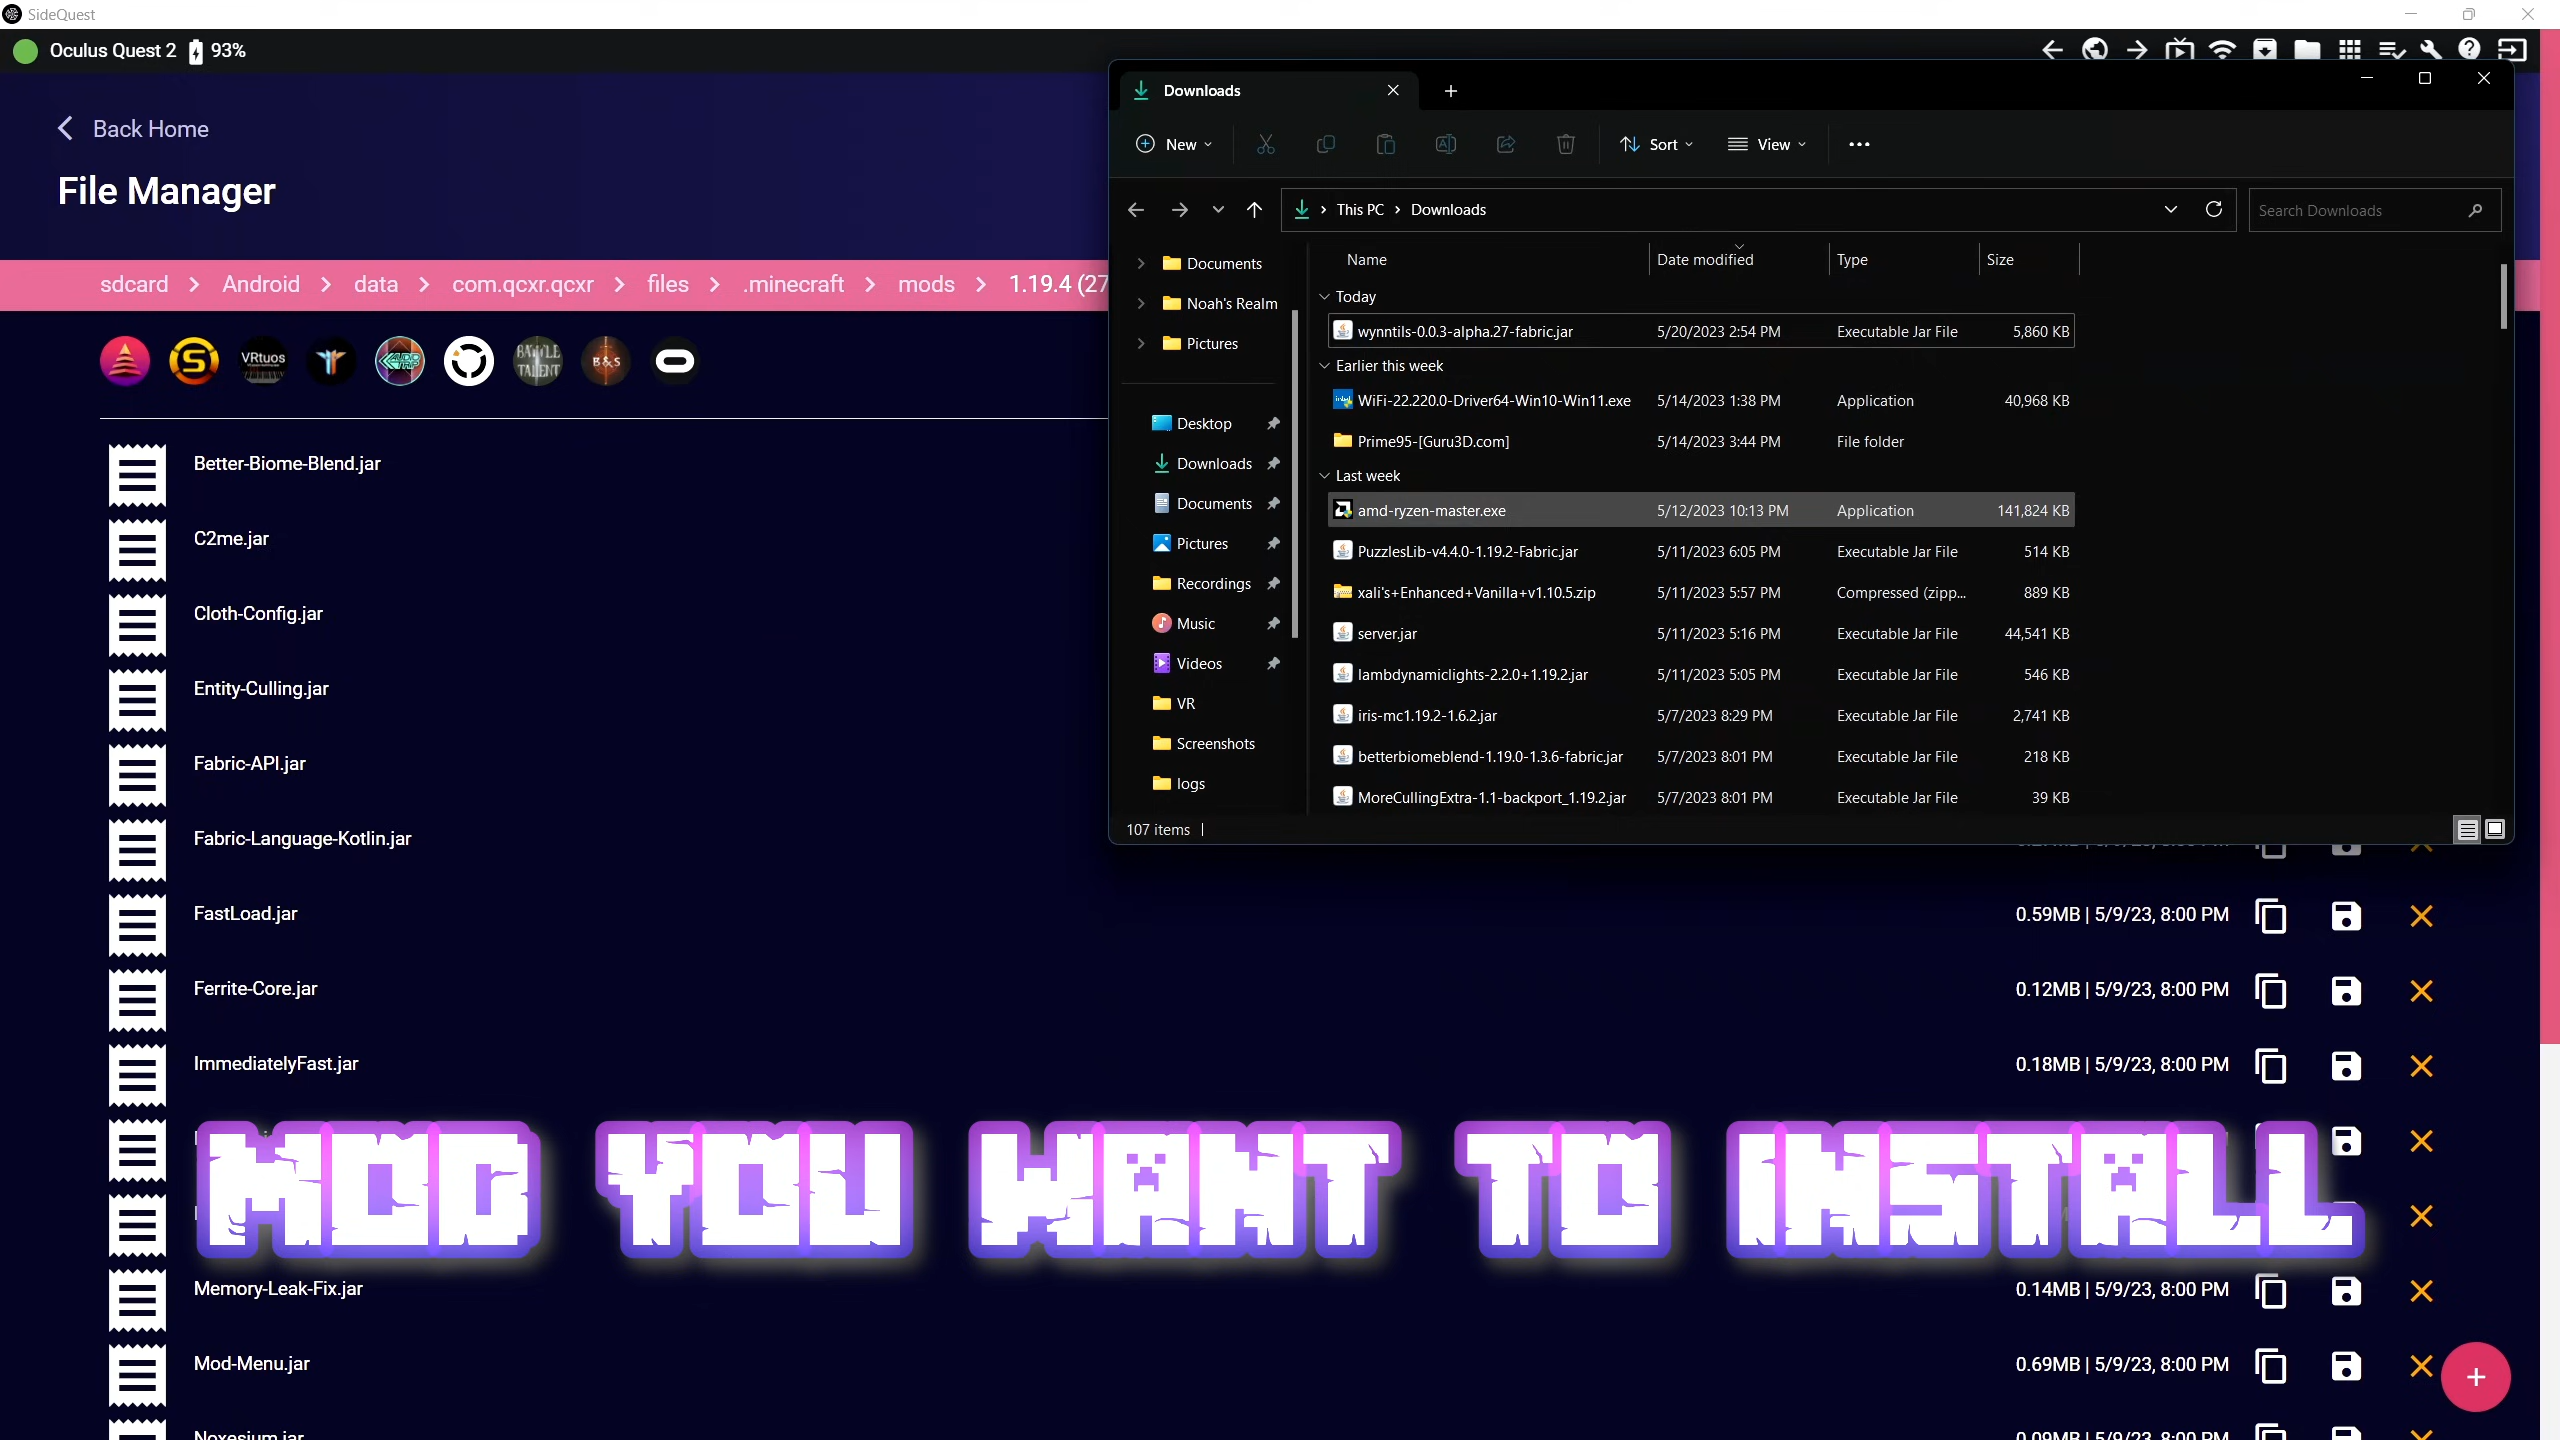 SideQuest
Oculus Quest 2 93%
Back Home
File Manager
sdcard > Android > data > com.qcxr.qcxr > files > .minecraft > mods > 1.19.4 (27
VRtuos
BATTLE TALENT
B&S
Better-Biome-Blend.jar
C2me.jar
Cloth-Config.jar
Entity-Culling.jar
Fabric-API.jar
Fabric-Language-Kotlin.jar
FastLoad.jar 0.59MB | 5/9/23, 8:00 PM
Ferrite-Core.jar 0.12MB | 5/9/23, 8:00 PM
ImmediatelyFast.jar 0.18MB | 5/9/23, 8:00 PM
MOD YOU WANT TO INSTALL
Memory-Leak-Fix.jar 0.14MB | 5/9/23, 8:00 PM
Mod-Menu.jar 0.69MB | 5/9/23, 8:00 PM
Noxesium.jar 0.09MB | 5/9/23, 8:00 PM
Downloads
New Sort View
This PC > Downloads
Search Downloads
Documents
Noah's Realm
Pictures
Desktop
Downloads
Documents
Pictures
Recordings
Music
Videos
VR
Screenshots
logs
Name Date modified Type Size
Today
wynntils-0.0.3-alpha.27-fabric.jar 5/20/2023 2:54 PM Executable Jar File 5,860 KB
Earlier this week
WiFi-22.220.0-Driver64-Win10-Win11.exe 5/14/2023 1:38 PM Application 40,968 KB
Prime95-[Guru3D.com] 5/14/2023 3:44 PM File folder
Last week
amd-ryzen-master.exe 5/12/2023 10:13 PM Application 141,824 KB
PuzzlesLib-v4.4.0-1.19.2-Fabric.jar 5/11/2023 6:05 PM Executable Jar File 514 KB
xali's+Enhanced+Vanilla+v1.10.5.zip 5/11/2023 5:57 PM Compressed (zipp... 889 KB
server.jar 5/11/2023 5:16 PM Executable Jar File 44,541 KB
lambdynamiclights-2.2.0+1.19.2.jar 5/11/2023 5:05 PM Executable Jar File 546 KB
iris-mc1.19.2-1.6.2.jar 5/7/2023 8:29 PM Executable Jar File 2,741 KB
betterbiomeblend-1.19.0-1.3.6-fabric.jar 5/7/2023 8:01 PM Executable Jar File 218 KB
MoreCullingExtra-1.1-backport_1.19.2.jar 5/7/2023 8:01 PM Executable Jar File 39 KB
107 items